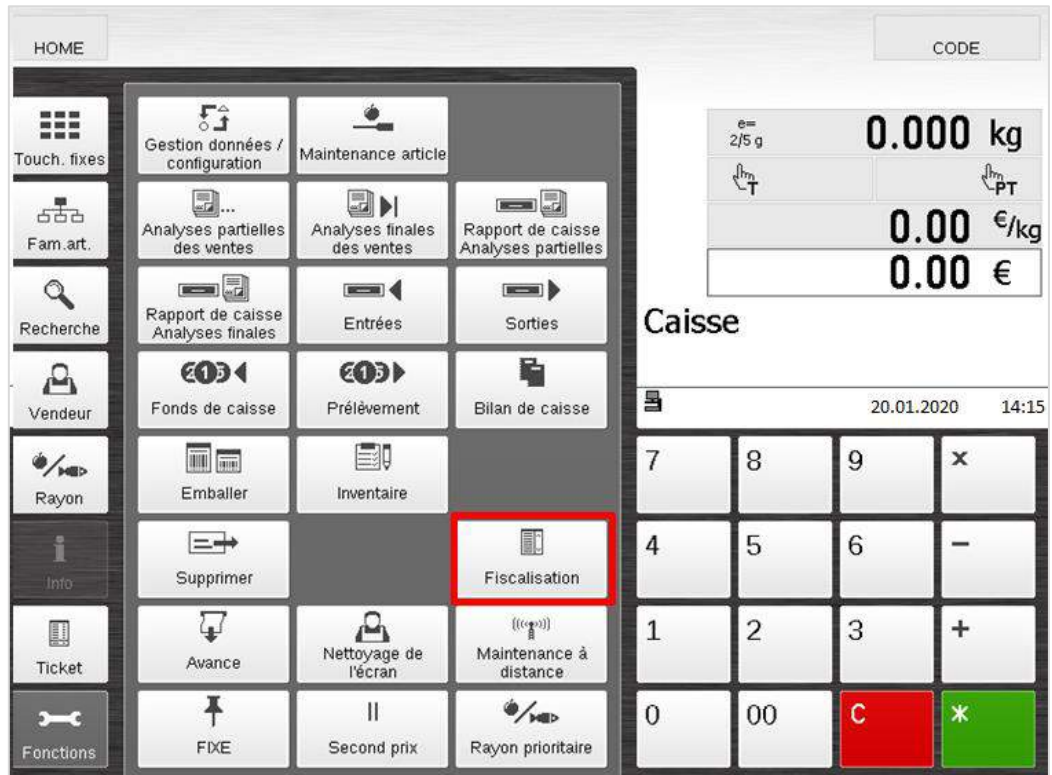 HOME
CODE
Touch. fixes
Gestion données /
configuration
Maintenance article
e=
2/5 g
0.000 kg
T
PT
Fam.art.
Analyses partielles
des ventes
Analyses finales
des ventes
Rapport de caisse
Analyses partielles
0.00 €/kg
0.00 €
Recherche
Rapport de caisse
Analyses finales
Entrées
Sorties
Caisse
Vendeur
Fonds de caisse
Prélèvement
Bilan de caisse
20.01.2020 14:15
Rayon
Emballer
Inventaire
7 8 9 x
Info
Supprimer
Fiscalisation
4 5 6 −
Ticket
Avance
Nettoyage de
l'écran
Maintenance à
distance
1 2 3 +
Fonctions
FIXE
Second prix
Rayon prioritaire
0 00 C *